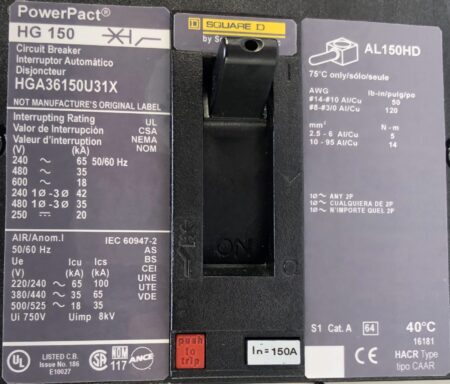 PowerPact®
HG 150
Circuit Breaker
Interruptor Automático
Disjoncteur
HGA36150U31X
NOT MANUFACTURE'S ORIGINAL LABEL
Interrupting Rating UL
Valor de Interrupción CSA
Valeur d'interruption NEMA
(V) (kA) NOM
240 ~ 65 50/60 Hz
480 ~ 35
600 ~ 18
240 1Ø -3Ø 42
480 1Ø -3Ø 35
250 ⎓ 20
AIR/Anom.I IEC 60947-2
50/60 Hz AS
Ue Icu Ics BS
(V) (kA) (kA) CEI
UNE
220/240 ~ 65 100 UTE
380/440 ~ 35 65 VDE
500/525 ~ 18 35
Ui 750V Uimp 8kV
UL LISTED C.B.
Issue No. 186
E10027
SA
NOM
117
ANCE
SQUARE D
by
I
ON
O
push
to
trip
In=150A
AL150HD
75°C only/sólo/seule
AWG lb-in/pulg/po
#14-#10 Al/Cu 50
#8-#3/0 Al/Cu 120
mm² N - m
2.5 - 6 Al/Cu 5
10 - 95 Al/Cu 14
1Ø ANY 2P
1Ø CUALQUIERA DE 2P
1Ø N'IMPORTE QUEL 2P
S1 Cat. A 64 40°C
16181
HACR Type
tipo CAAR